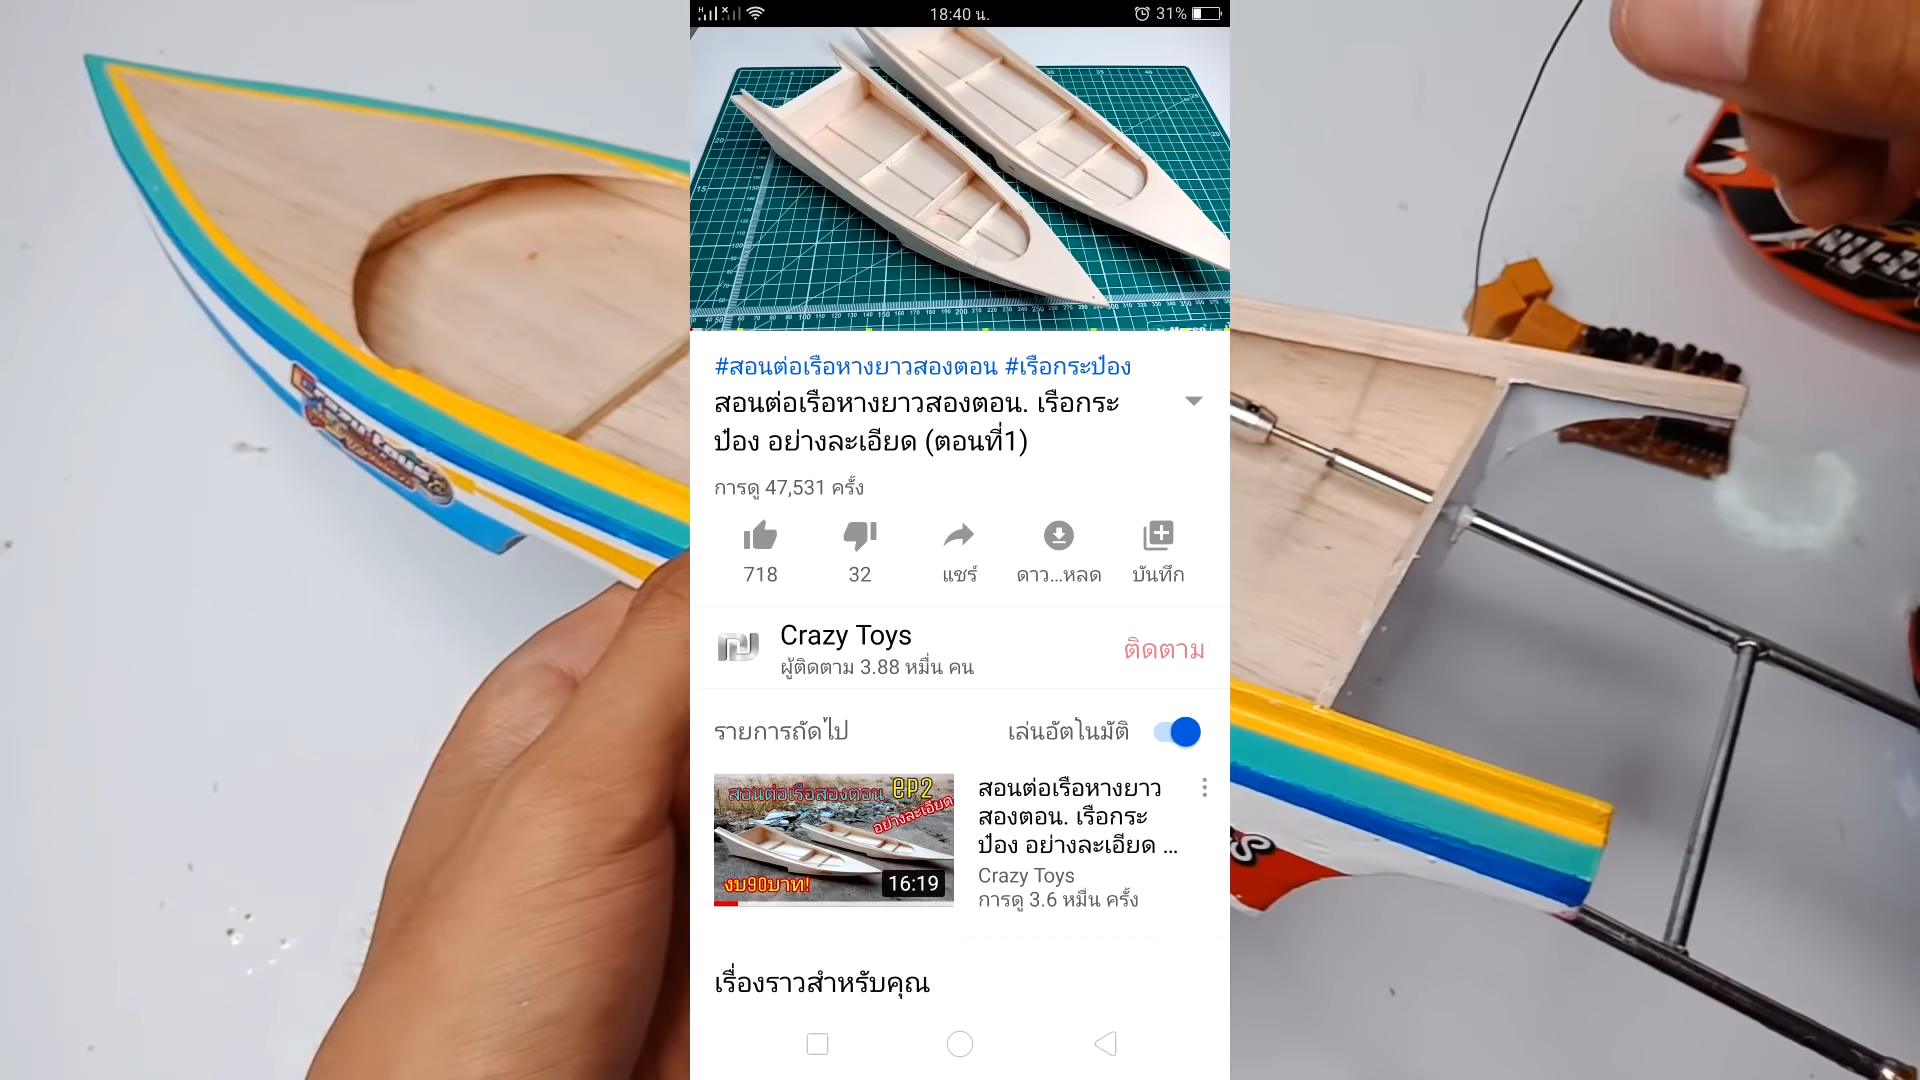 18:40 น.
31%
#สอนต่อเรือหางยาวสองตอน #เรือกระป๋อง
สอนต่อเรือหางยาวสองตอน. เรือกระ
ป๋อง อย่างละเอียด (ตอนที่1)
การดู 47,531 ครั้ง
718
32
แชร์
ดาว...หลด
บันทึก
Crazy Toys
ผู้ติดตาม 3.88 หมื่น คน
ติดตาม
รายการถัดไป
เล่นอัตโนมัติ
สอนต่อเรือสองตอน ep2
อย่างละเอียด
งบ90บาท!
16:19
สอนต่อเรือหางยาว
สองตอน. เรือกระ
ป๋อง อย่างละเอียด ...
Crazy Toys
การดู 3.6 หมื่น ครั้ง
เรื่องราวสำหรับคุณ